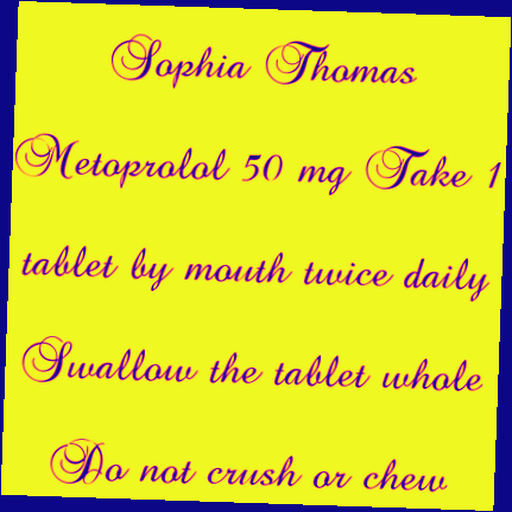 Sophia Thomas
Metoprolol 50 mg Take 1
tablet by mouth twice daily
Swallow the tablet whole
Do not crush or chew